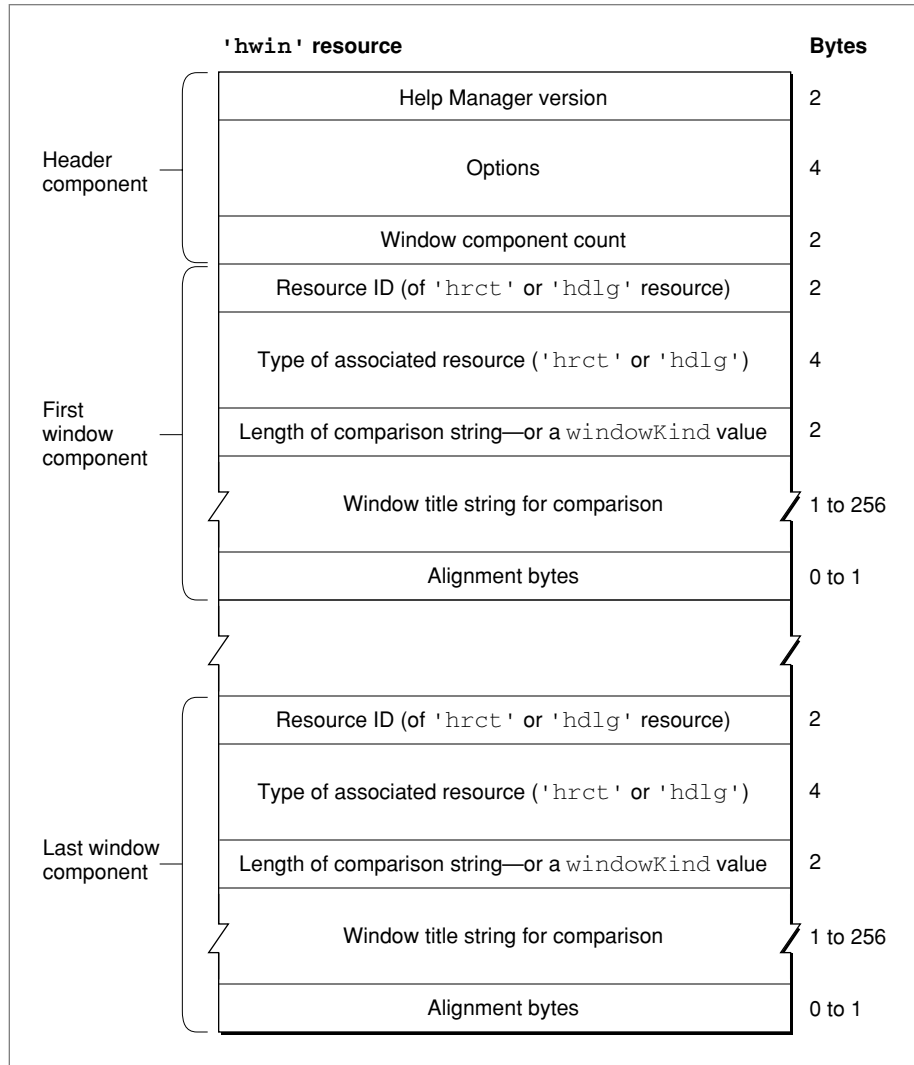 'hwin' resource Bytes
Help Manager version 2
Header
component
Options 4
Window component count 2
Resource ID (of 'hrct' or 'hdlg' resource) 2
Type of associated resource ('hrct' or 'hdlg') 4
First
window
component
Length of comparison string—or a windowKind value 2
Window title string for comparison 1 to 256
Alignment bytes 0 to 1
Resource ID (of 'hrct' or 'hdlg' resource) 2
Type of associated resource ('hrct' or 'hdlg') 4
Last window
component
Length of comparison string—or a windowKind value 2
Window title string for comparison 1 to 256
Alignment bytes 0 to 1